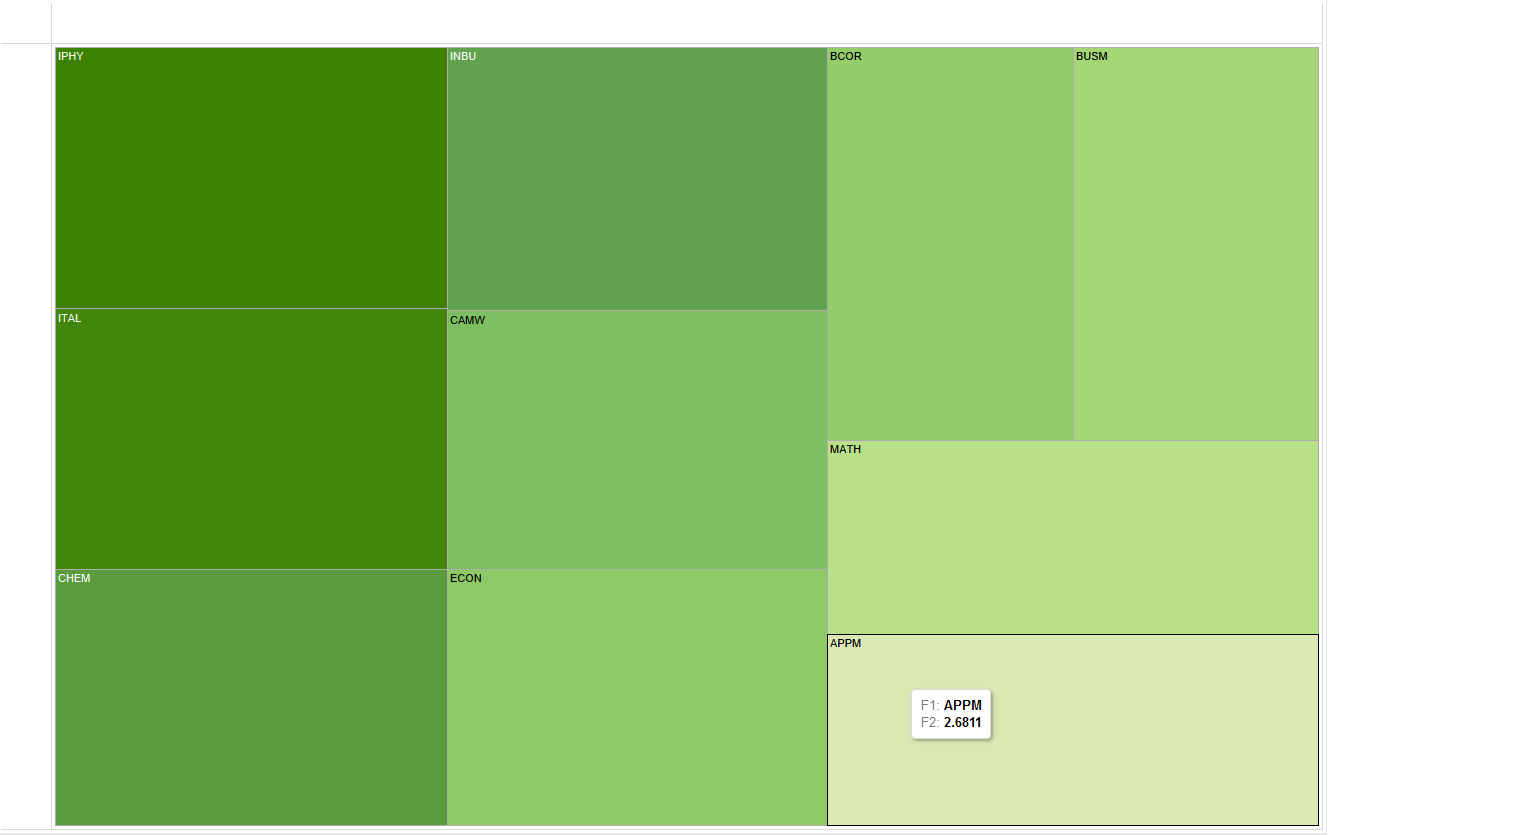 IPHY
INBU
BCOR
BUSM
ITAL
CAMW
MATH
CHEM
ECON
APPM
F1: APPM
F2: 2.6811